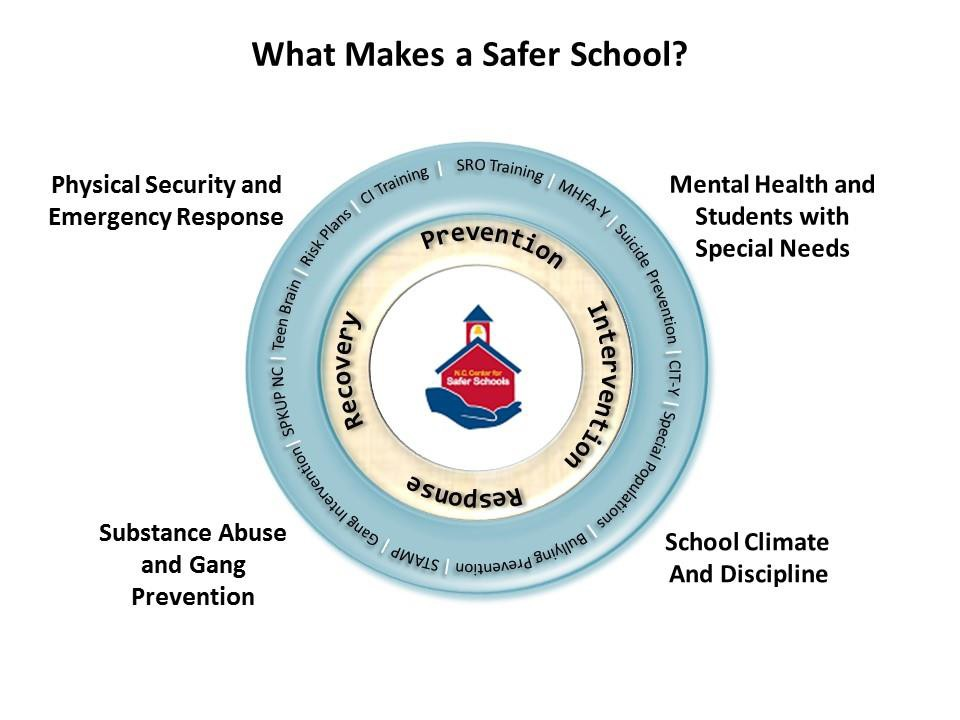 What Makes a Safer School?
Physical Security and
Emergency Response
Mental Health and
Students with
Special Needs
SRO Training | MHFA-Y | Suicide Prevention | CIT-Y | Special Populations | Bullying Prevention | STAMP | Gang Intervention | SPKUP NC | Teen Brain | Risk Plans | CI Training |
Prevention
Intervention
Response
Recovery
N.C. Center for
Safer Schools
Substance Abuse
and Gang
Prevention
School Climate
And Discipline